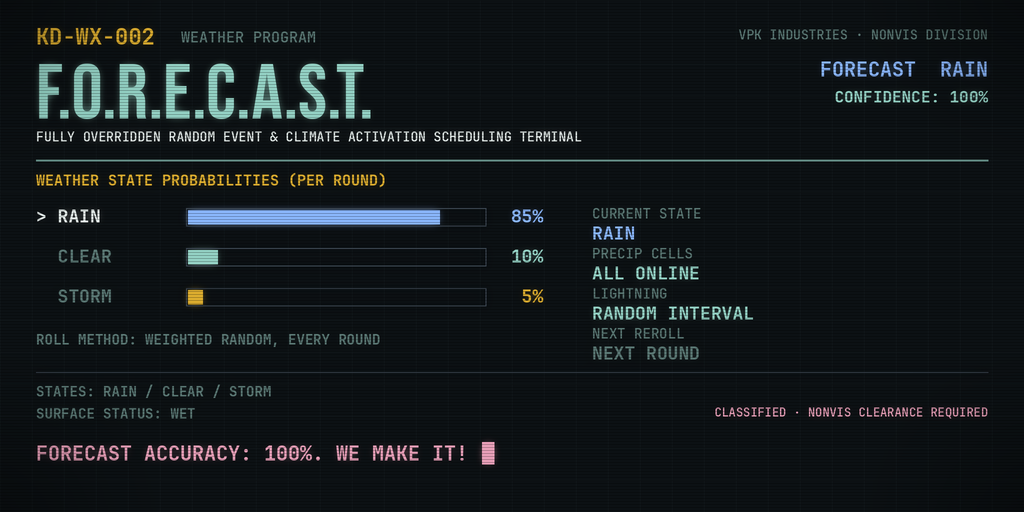 KD-WX-002 WEATHER PROGRAM
VPK INDUSTRIES · NONVIS DIVISION
F.O.R.E.C.A.S.T.
FORECAST RAIN
CONFIDENCE: 100%
FULLY OVERRIDDEN RANDOM EVENT & CLIMATE ACTIVATION SCHEDULING TERMINAL
WEATHER STATE PROBABILITIES (PER ROUND)
> RAIN 85%
CLEAR 10%
STORM 5%
ROLL METHOD: WEIGHTED RANDOM, EVERY ROUND
CURRENT STATE
RAIN
PRECIP CELLS
ALL ONLINE
LIGHTNING
RANDOM INTERVAL
NEXT REROLL
NEXT ROUND
STATES: RAIN / CLEAR / STORM
SURFACE STATUS: WET
CLASSIFIED · NONVIS CLEARANCE REQUIRED
FORECAST ACCURACY: 100%. WE MAKE IT!